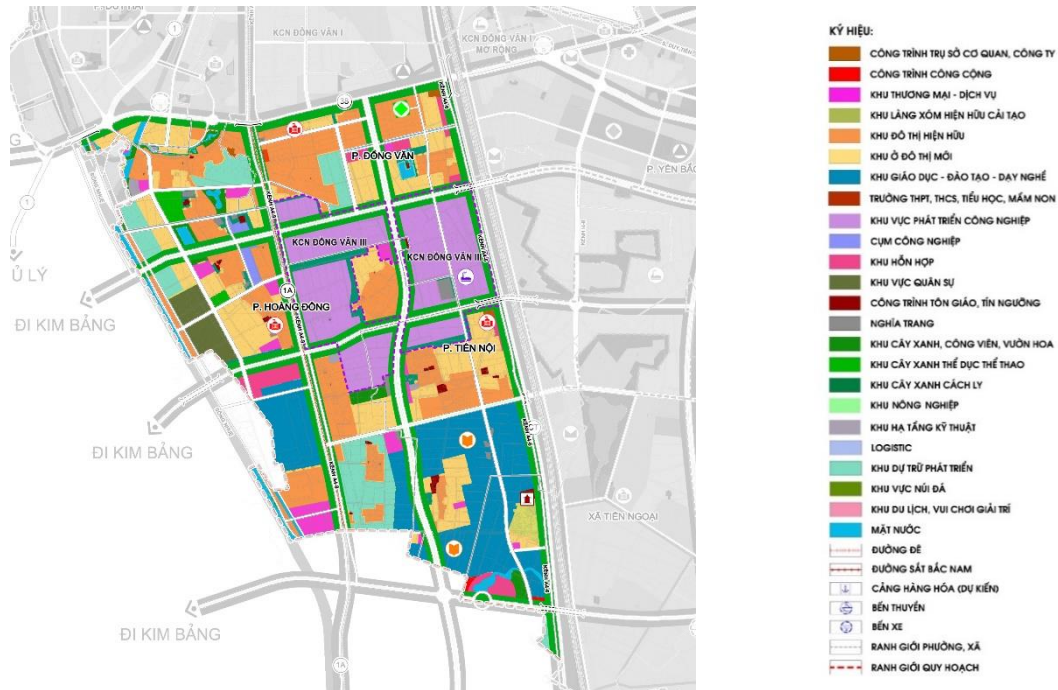 KCN ĐỒNG VĂN I
KCN ĐỒNG VĂN I
MỞ RỘNG
1
38
P. ĐỒNG VĂN
P. YÊN BẮC
KÊNH A4-8
1
KCN ĐỒNG VĂN III
KCN ĐỒNG VĂN III
Ủ LÝ
1A
P. HOÀNG ĐÔNG
ĐI KIM BẢNG
P. TIÊN NỘI
ĐI KIM BẢNG
XÃ TIÊN NGOẠI
ĐI KIM BẢNG
1A
KÝ HIỆU:
CÔNG TRÌNH TRỤ SỞ CƠ QUAN, CÔNG TY
CÔNG TRÌNH CÔNG CỘNG
KHU THƯƠNG MẠI - DỊCH VỤ
KHU LÀNG XÓM HIỆN HỮU CẢI TẠO
KHU ĐÔ THỊ HIỆN HỮU
KHU Ở ĐÔ THỊ MỚI
KHU GIÁO DỤC - ĐÀO TẠO - DẠY NGHỀ
TRƯỜNG THPT, THCS, TIỂU HỌC, MẦM NON
KHU VỰC PHÁT TRIỂN CÔNG NGHIỆP
CỤM CÔNG NGHIỆP
KHU HỖN HỢP
KHU VỰC QUÂN SỰ
CÔNG TRÌNH TÔN GIÁO, TÍN NGƯỠNG
NGHĨA TRANG
KHU CÂY XANH, CÔNG VIÊN, VƯỜN HOA
KHU CÂY XANH THỂ DỤC THỂ THAO
KHU CÂY XANH CÁCH LY
KHU NÔNG NGHIỆP
KHU HẠ TẦNG KỸ THUẬT
LOGISTIC
KHU DỰ TRỮ PHÁT TRIỂN
KHU VỰC NÚI ĐÁ
KHU DU LỊCH, VUI CHƠI GIẢI TRÍ
MẶT NƯỚC
ĐƯỜNG ĐÊ
ĐƯỜNG SẮT BẮC NAM
CẢNG HÀNG HÓA (DỰ KIẾN)
BẾN THUYỀN
BẾN XE
RANH GIỚI PHƯỜNG, XÃ
RANH GIỚI QUY HOẠCH